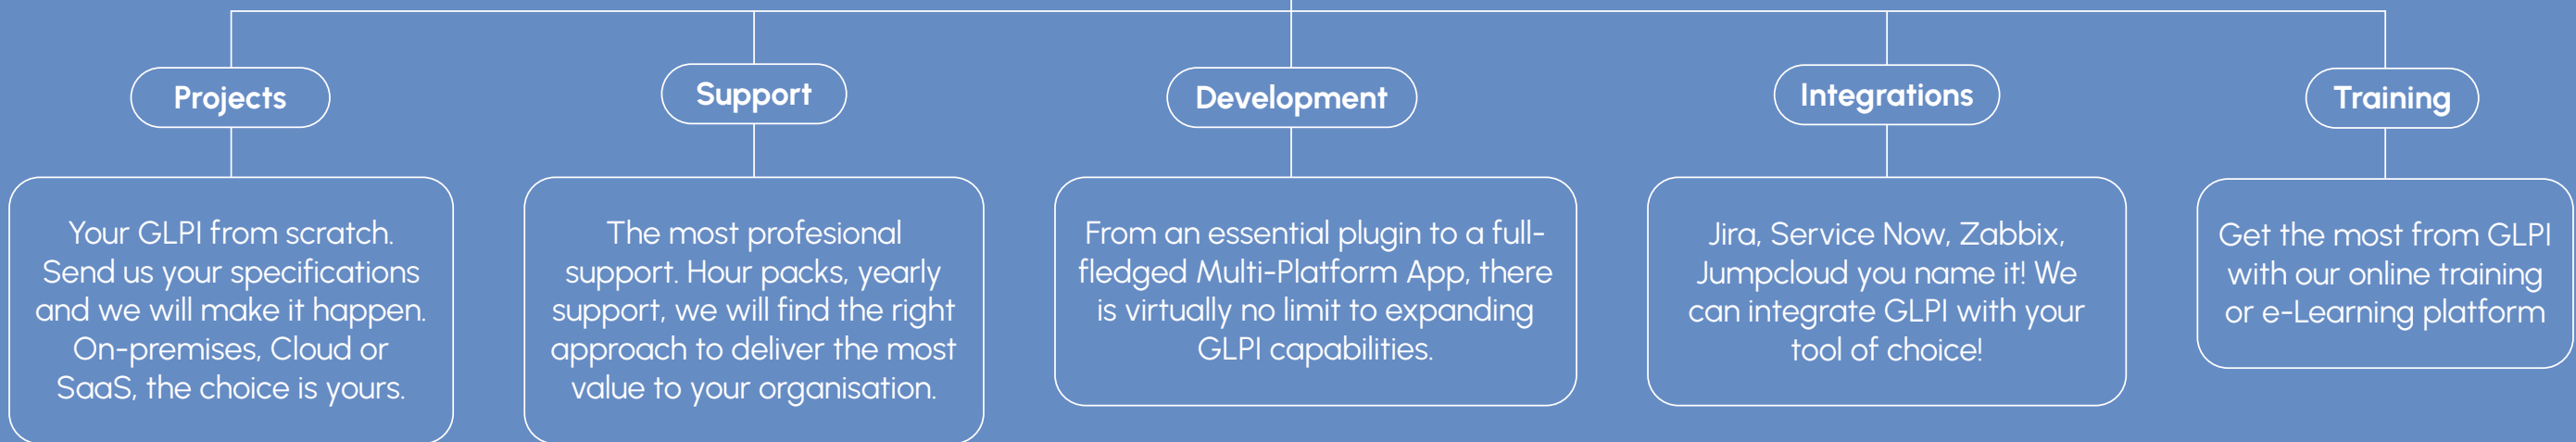 Projects
Your GLPI from scratch.
Send us your specifications
and we will make it happen.
On-premises, Cloud or
SaaS, the choice is yours.
Support
The most profesional
support. Hour packs, yearly
support, we will find the right
approach to deliver the most
value to your organisation.
Development
From an essential plugin to a full-
fledged Multi-Platform App, there
is virtually no limit to expanding
GLPI capabilities.
Integrations
Jira, Service Now, Zabbix,
Jumpcloud you name it! We
can integrate GLPI with your
tool of choice!
Training
Get the most from GLPI
with our online training
or e-Learning platform